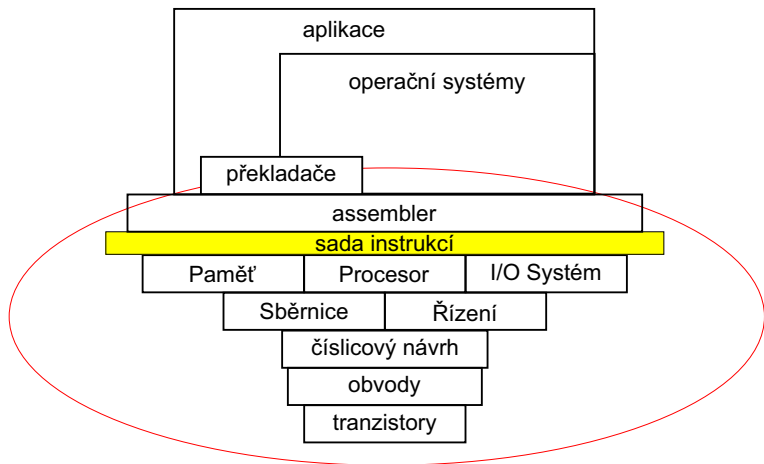 aplikace
operační systémy
překladače
assembler
sada instrukcí
Paměť Procesor I/O Systém
Sběrnice Řízení
číslicový návrh
obvody
tranzistory